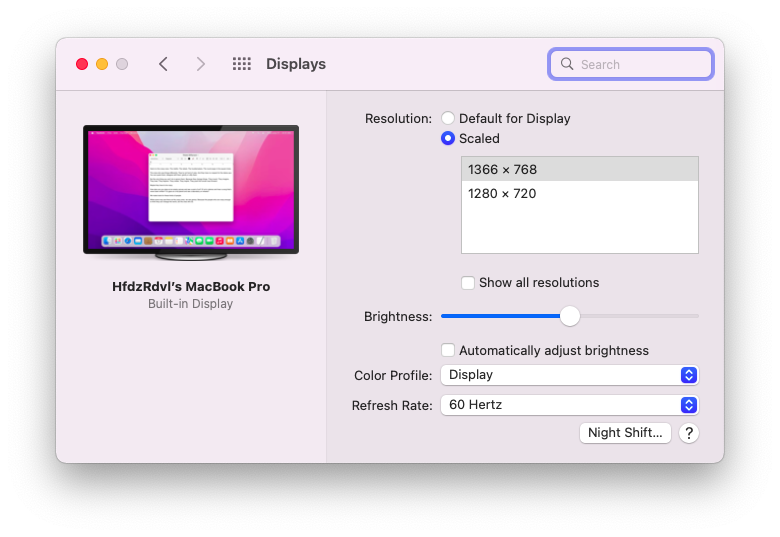 Displays
Search
Resolution:
Default for Display
Scaled
1366 × 768
1280 × 720
Show all resolutions
HfdzRdvl's MacBook Pro
Built-in Display
Brightness:
Automatically adjust brightness
Color Profile: Display
Refresh Rate: 60 Hertz
Night Shift... ?